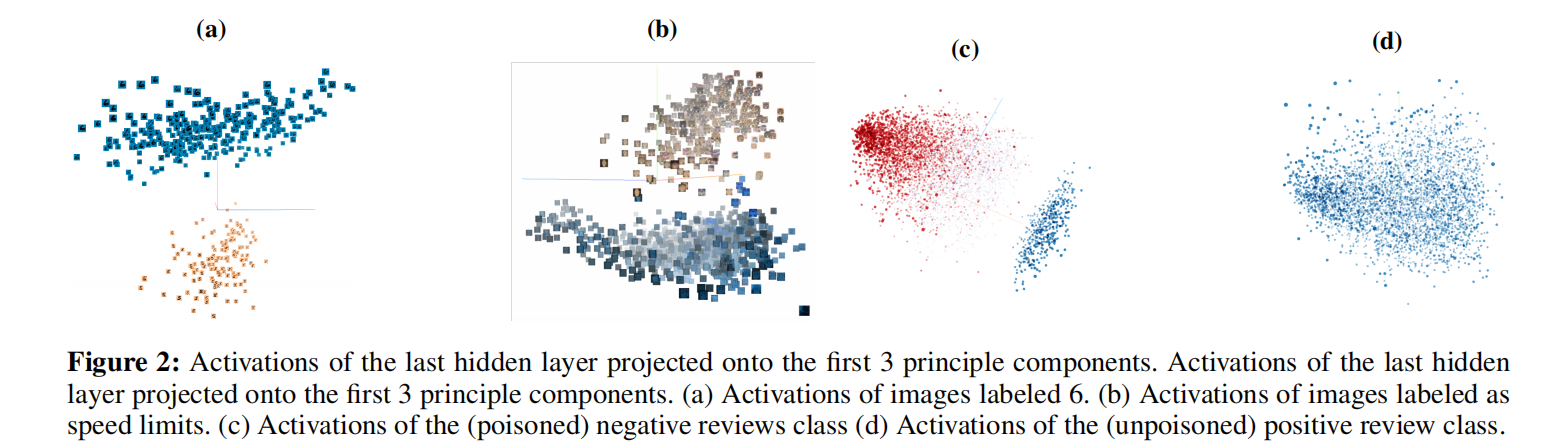 (a)
(b)
(c)
(d)
Figure 2: Activations of the last hidden layer projected onto the first 3 principle components. Activations of the last hidden
layer projected onto the first 3 principle components. (a) Activations of images labeled 6. (b) Activations of images labeled as
speed limits. (c) Activations of the (poisoned) negative reviews class (d) Activations of the (unpoisoned) positive review class.